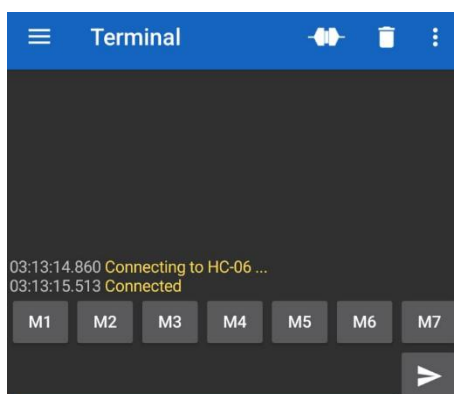 Terminal
03:13:14.860 Connecting to HC-06 ...
03:13:15.513 Connected
M1 M2 M3 M4 M5 M6 M7